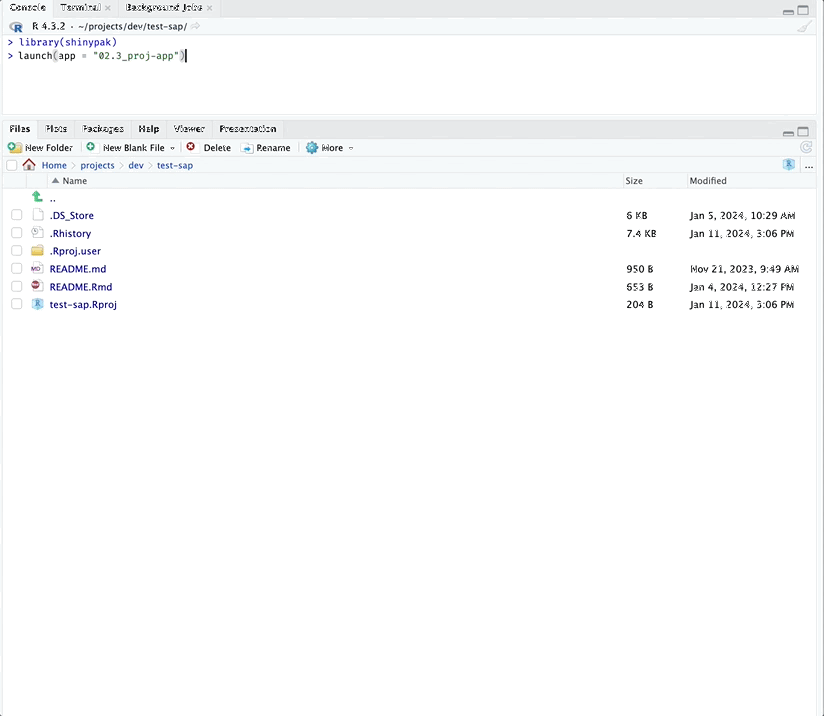 Console Terminal × Background Jobs ×
R 4.3.2 · ~/projects/dev/test-sap/
> library(shinypak)
> launch(app = "02.3_proj-app")
Files Plots Packages Help Viewer Presentation
New Folder New Blank File Delete Rename More
Home projects dev test-sap R ...
Name Size Modified
..
.DS_Store 6 KB Jan 5, 2024, 10:29 AM
.Rhistory 7.4 KB Jan 11, 2024, 3:06 PM
.Rproj.user
MD README.md 950 B Nov 21, 2023, 9:49 AM
README.Rmd 653 B Jan 4, 2024, 12:27 PM
R test-sap.Rproj 204 B Jan 11, 2024, 3:06 PM